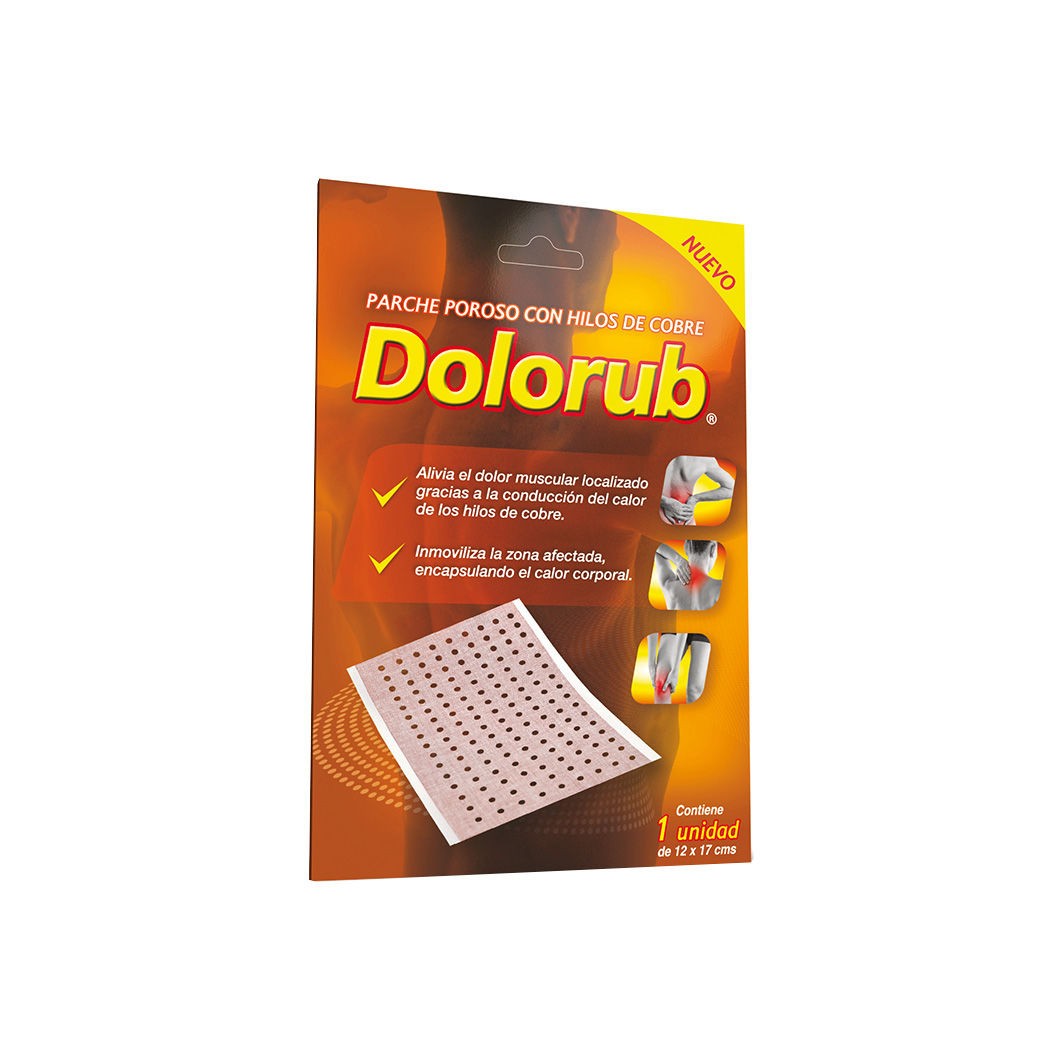 NUEVO
PARCHE POROSO CON HILOS DE COBRE
Dolorub®
Alivia el dolor muscular localizado
gracias a la conducción del calor
de los hilos de cobre.
Inmoviliza la zona afectada,
encapsulando el calor corporal.
Contiene
1 unidad
de 12 x 17 cms